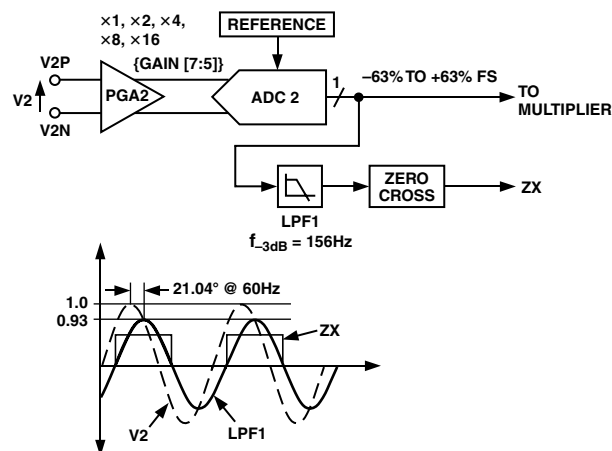 ×1, ×2, ×4,
×8, ×16
REFERENCE
V2P
{GAIN [7:5]}
V2
PGA2
ADC 2
1
–63% TO +63% FS
TO
MULTIPLIER
V2N
LPF1
f–3dB = 156Hz
ZERO
CROSS
ZX
21.04° @ 60Hz
1.0
0.93
ZX
V2
LPF1